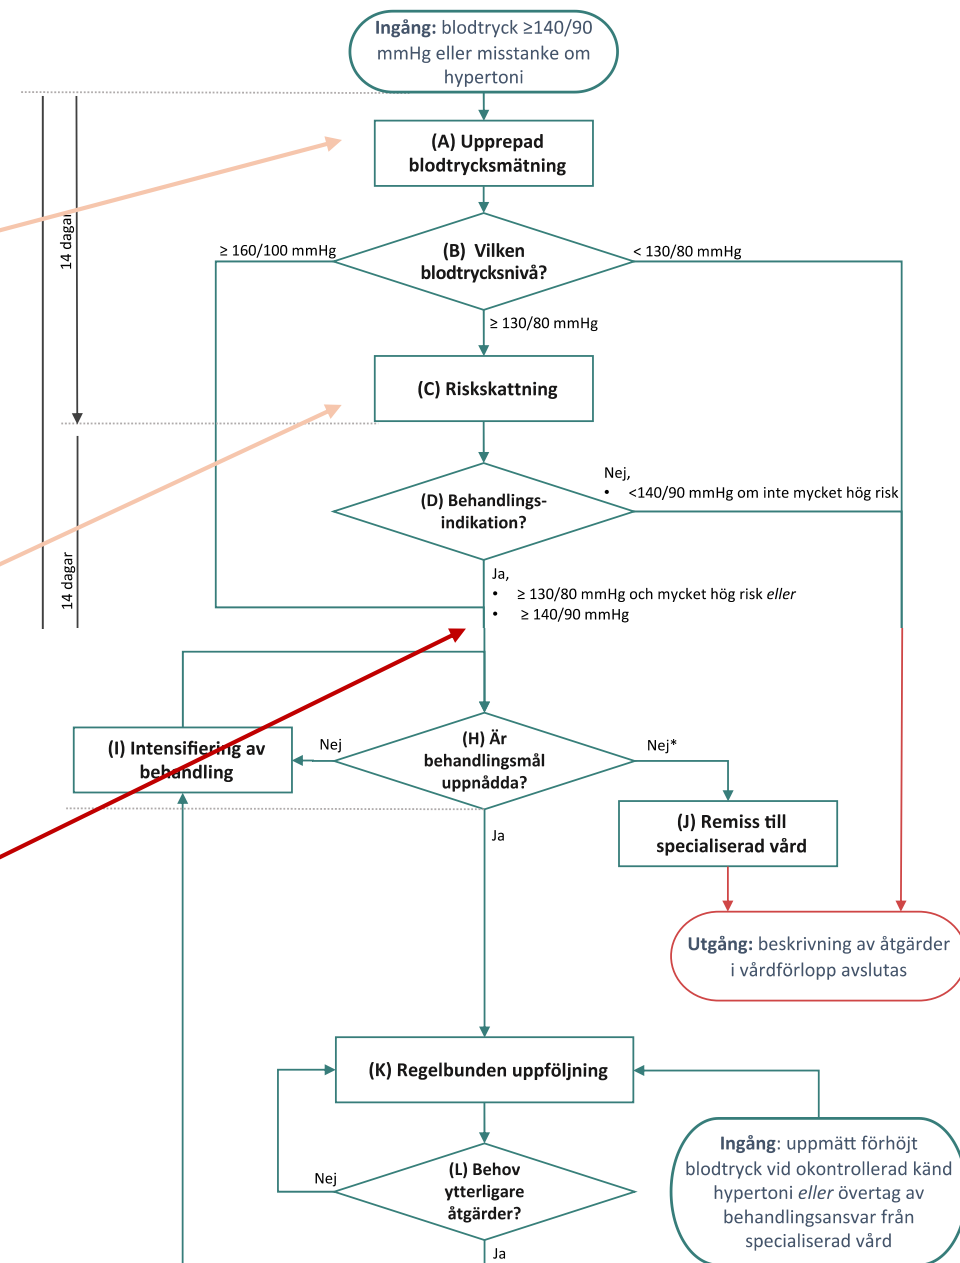 Ingång: blodtryck ≥140/90
mmHg eller misstanke om
hypertoni
(A) Upprepad
blodtrycksmätning
14 dagar
≥ 160/100 mmHg
(B) Vilken
blodtrycksnivå?
< 130/80 mmHg
≥ 130/80 mmHg
(C) Riskskattning
Nej,
• <140/90 mmHg om inte mycket hög risk
(D) Behandlings-
indikation?
14 dagar
Ja,
• ≥ 130/80 mmHg och mycket hög risk eller
• ≥ 140/90 mmHg
(I) Intensifiering av
behandling
Nej
(H) Är
behandlingsmål
uppnådda?
Nej*
(J) Remiss till
specialiserad vård
Ja
Utgång: beskrivning av åtgärder
i vårdförlopp avslutas
(K) Regelbunden uppföljning
Nej
(L) Behov
ytterligare
åtgärder?
Ingång: uppmätt förhöjt
blodtryck vid okontrollerad känd
hypertoni eller övertag av
behandlingsansvar från
specialiserad vård
Ja